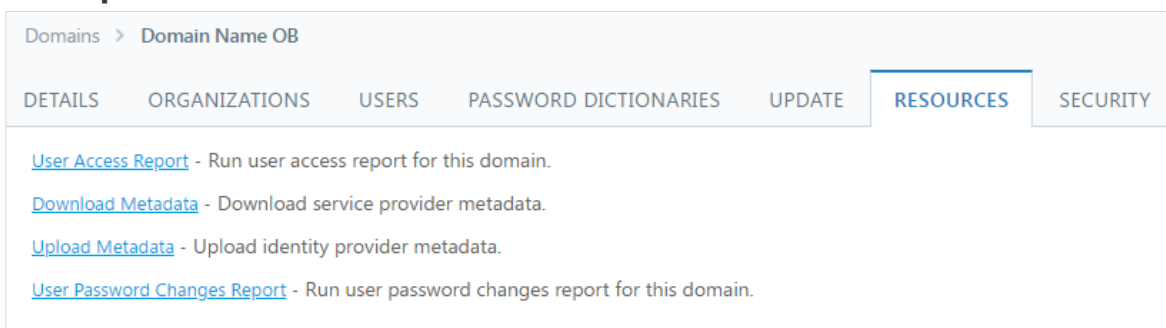 Domains > Domain Name OB
DETAILS ORGANIZATIONS USERS PASSWORD DICTIONARIES UPDATE RESOURCES SECURITY
User Access Report - Run user access report for this domain.
Download Metadata - Download service provider metadata.
Upload Metadata - Upload identity provider metadata.
User Password Changes Report - Run user password changes report for this domain.